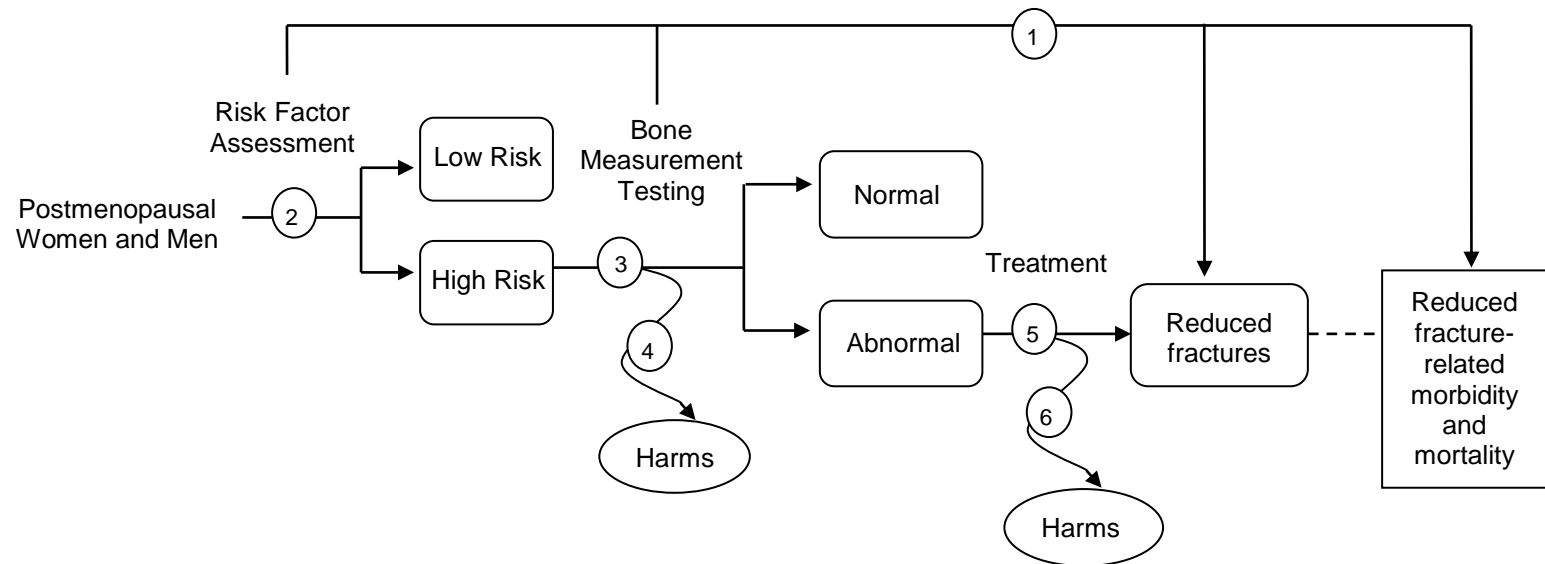 1
Risk Factor
Assessment
Bone
Measurement
Testing
Low Risk
Normal
Postmenopausal
Women and Men
2
High Risk
3
Treatment
4
Abnormal
5
Reduced
fractures
Reduced
fracture-
related
morbidity
and
mortality
6
Harms
Harms